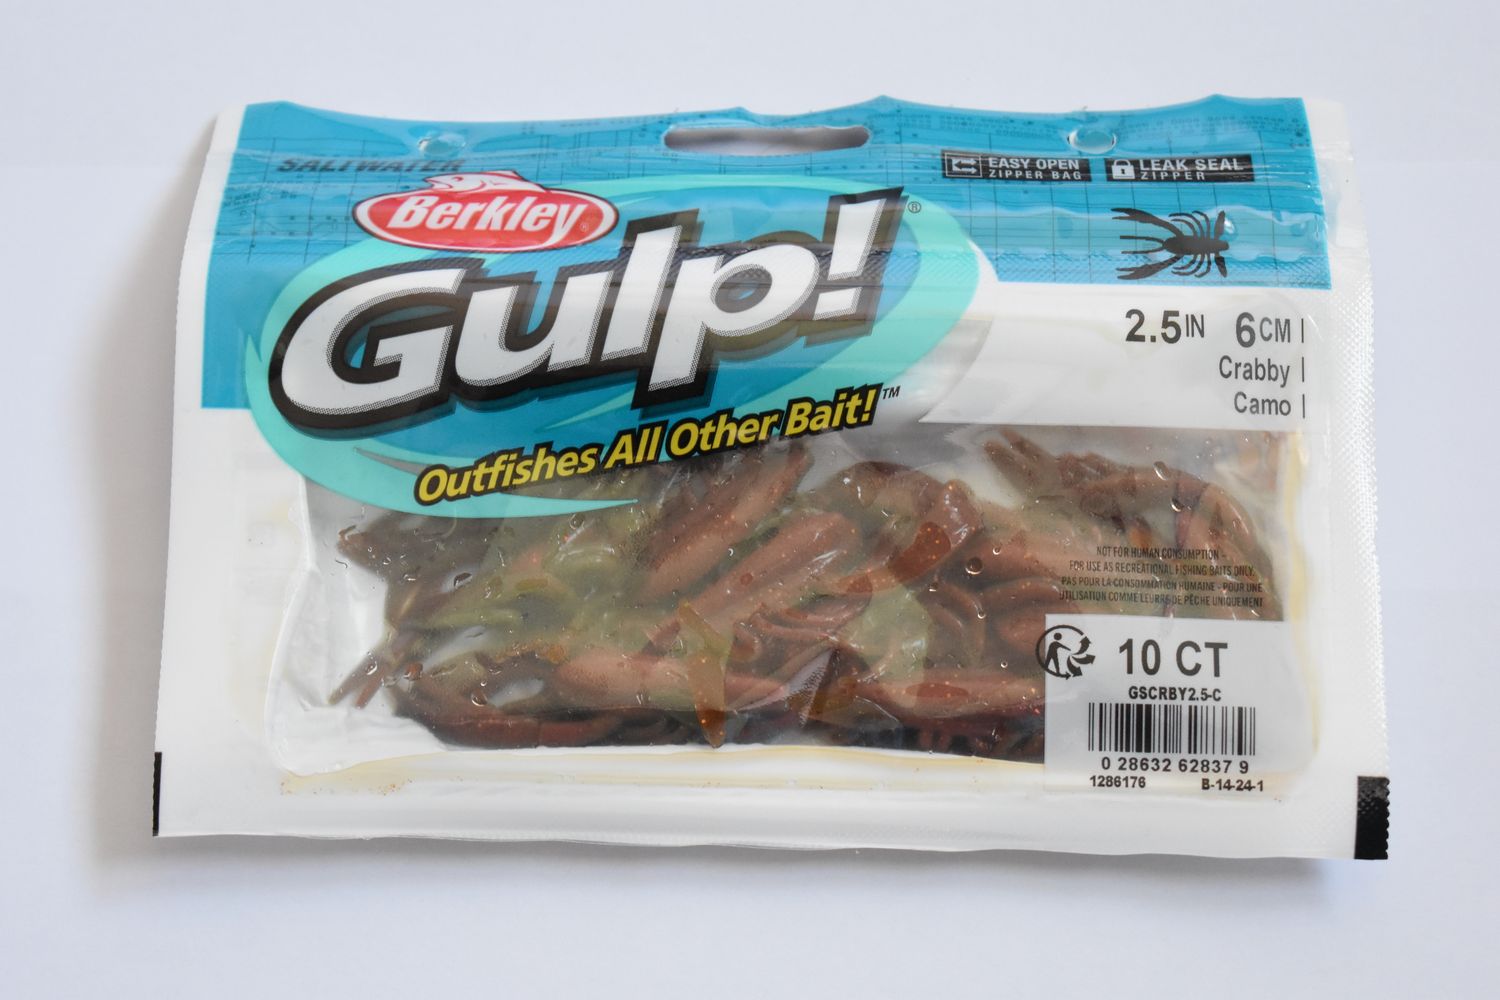 SALTWATER
EASY OPEN
ZIPPER BAG
LEAK SEAL
ZIPPER
Berkley®
Gulp!®
Outfishes All Other Bait!™
2.5IN 6CM
Crabby
Camo
NOT FOR HUMAN CONSUMPTION -
FOR USE AS RECREATIONAL FISHING BAITS ONLY.
PAS POUR LA CONSOMMATION HUMAINE - POUR UNE
UTILISATION COMME LEURRE DE PÊCHE UNIQUEMENT
10 CT
GSCRBY2.5-C
0 28632 62837 9
1286176 B-14-24-1